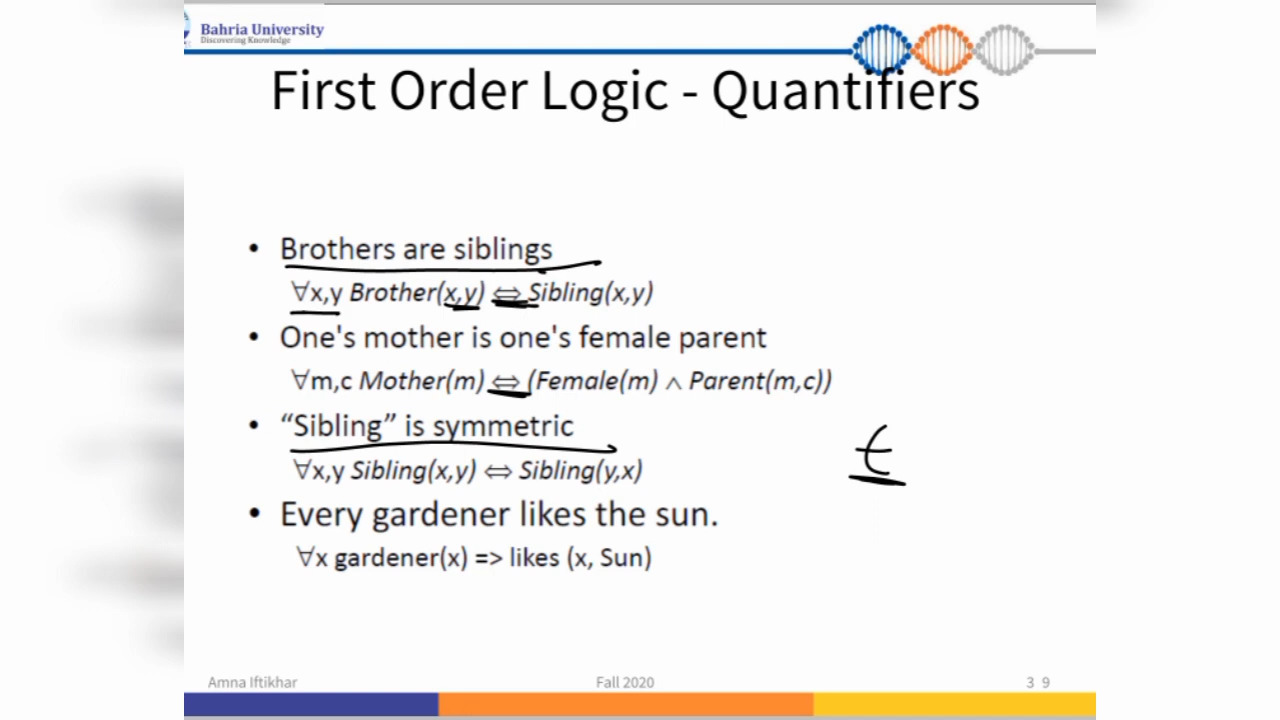 Bahria University
Discovering Knowledge
First Order Logic - Quantifiers
• Brothers are siblings
∀x,y Brother(x,y) ⇔ Sibling(x,y)
• One's mother is one's female parent
∀m,c Mother(m) ⇔ (Female(m) ∧ Parent(m,c))
• “Sibling” is symmetric
∀x,y Sibling(x,y) ⇔ Sibling(y,x)
• Every gardener likes the sun.
∀x gardener(x) => likes (x, Sun)
Amna Iftikhar Fall 2020 3 9